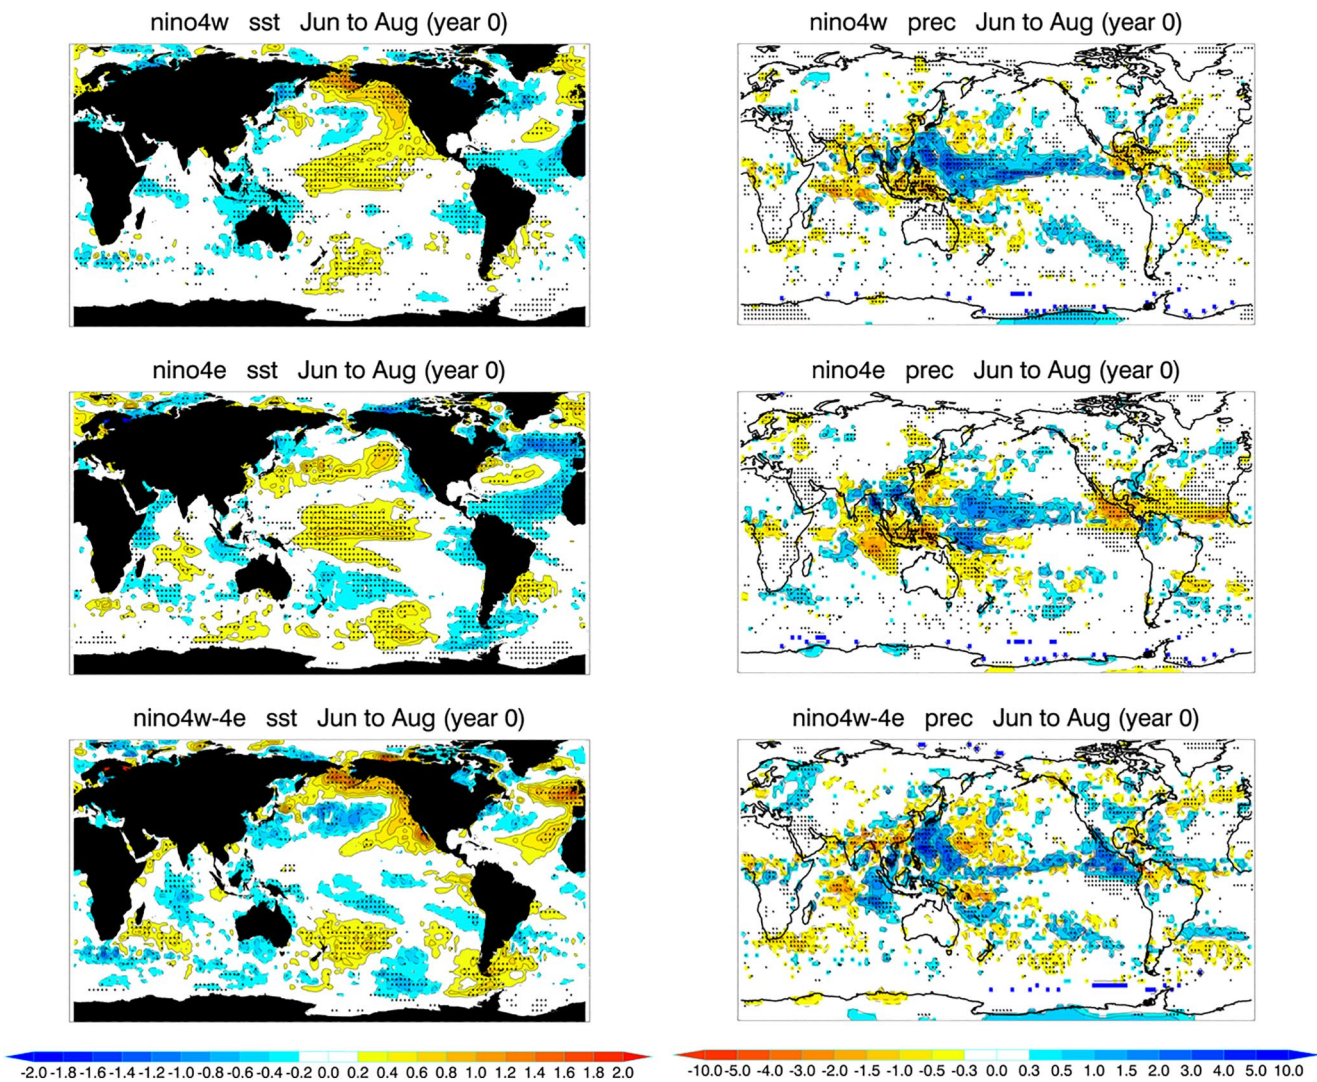 nino4w sst Jun to Aug (year 0)
nino4w prec Jun to Aug (year 0)
nino4e sst Jun to Aug (year 0)
nino4e prec Jun to Aug (year 0)
nino4w-4e sst Jun to Aug (year 0)
nino4w-4e prec Jun to Aug (year 0)
-2.0 -1.8 -1.6 -1.4 -1.2 -1.0 -0.8 -0.6 -0.4 -0.2 0.0 0.2 0.4 0.6 0.8 1.0 1.2 1.4 1.6 1.8 2.0
-10.0 -5.0 -4.0 -3.0 -2.0 -1.5 -1.0 -0.5 -0.3 0.0 0.3 0.5 1.0 1.5 2.0 3.0 4.0 5.0 10.0